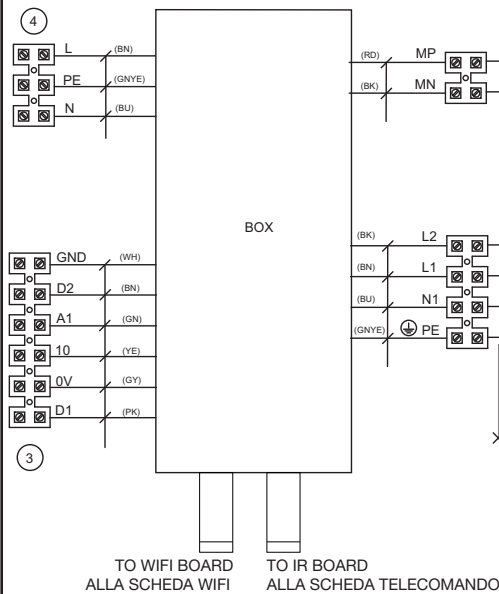 4
L (BN)
PE (GNYE)
N (BU)
(RD) MP
(BK) MN
BOX
GND (WH)
D2 (BN)
A1 (GN)
10 (YE)
0V (GY)
D1 (PK)
3
(BK) L2
(BN) L1
(BU) N1
(GNYE) PE
TO WIFI BOARD
ALLA SCHEDA WIFI
TO IR BOARD
ALLA SCHEDA TELECOMANDO